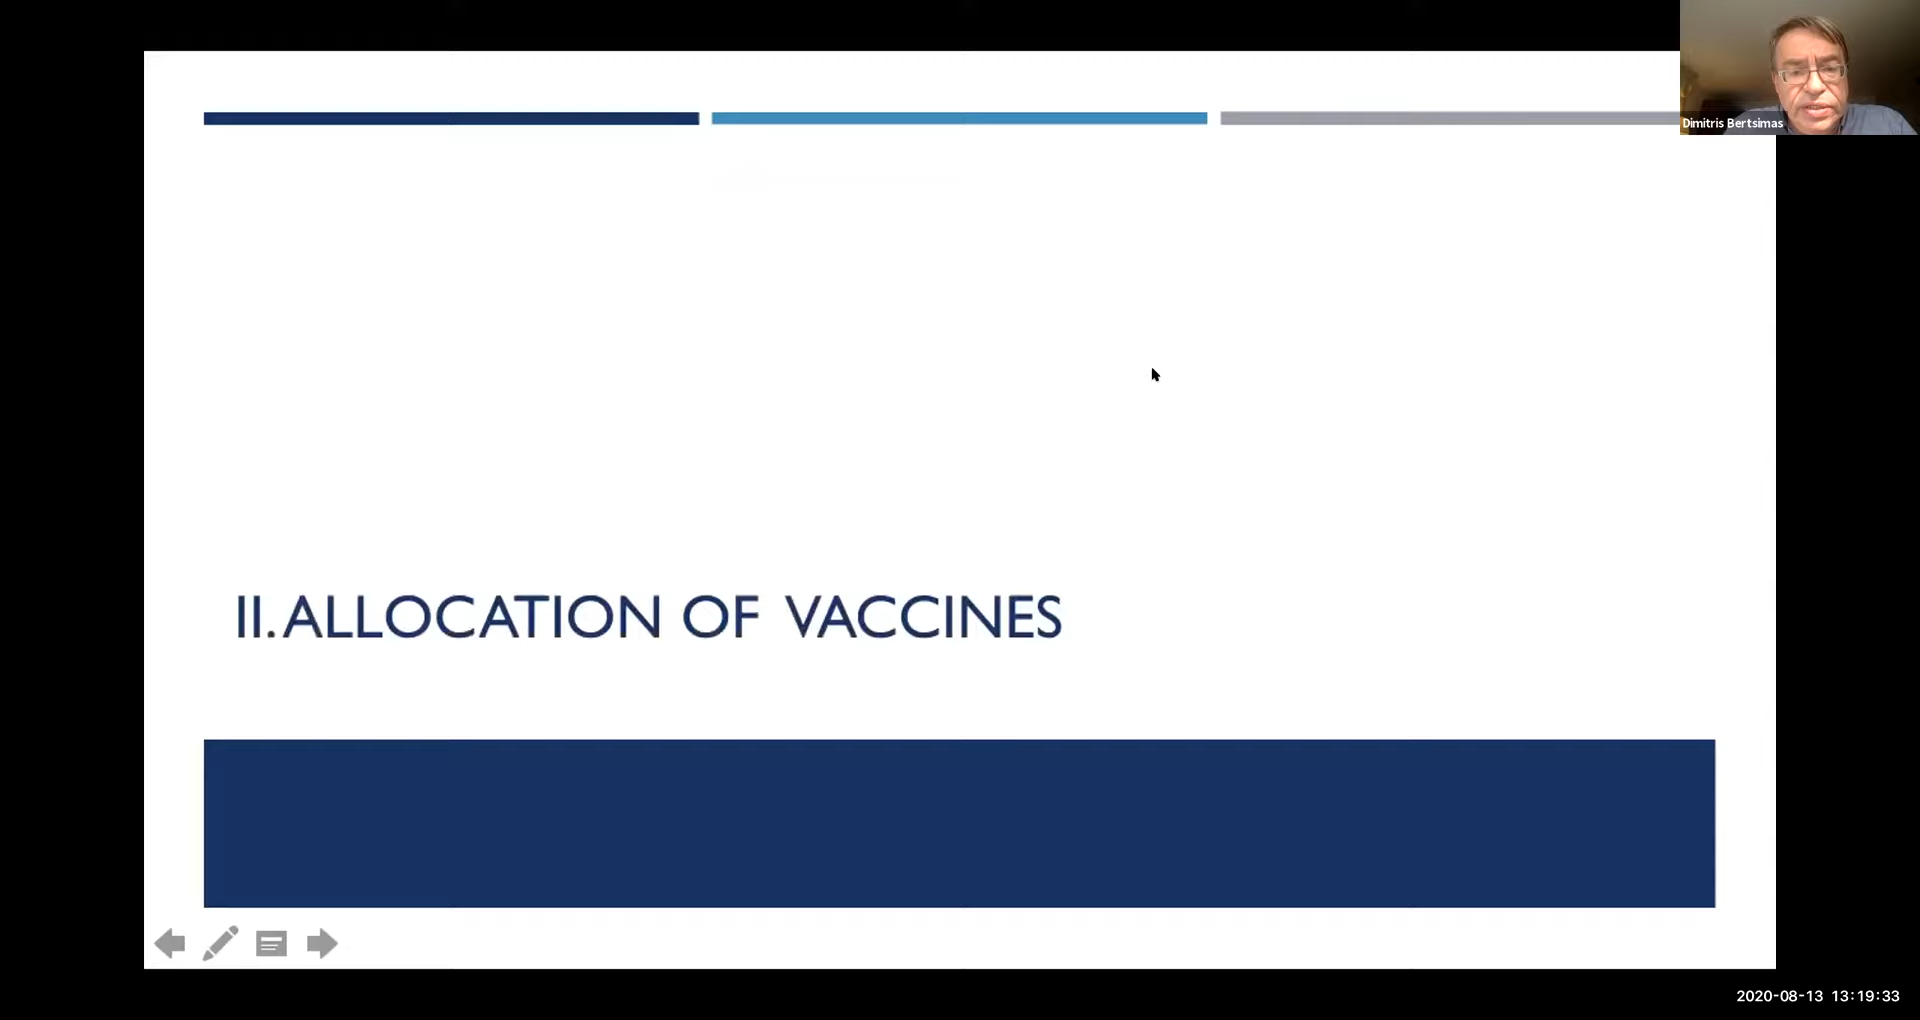 Dimitris Bertsimas
II. ALLOCATION OF VACCINES
2020-08-13 13:19:33